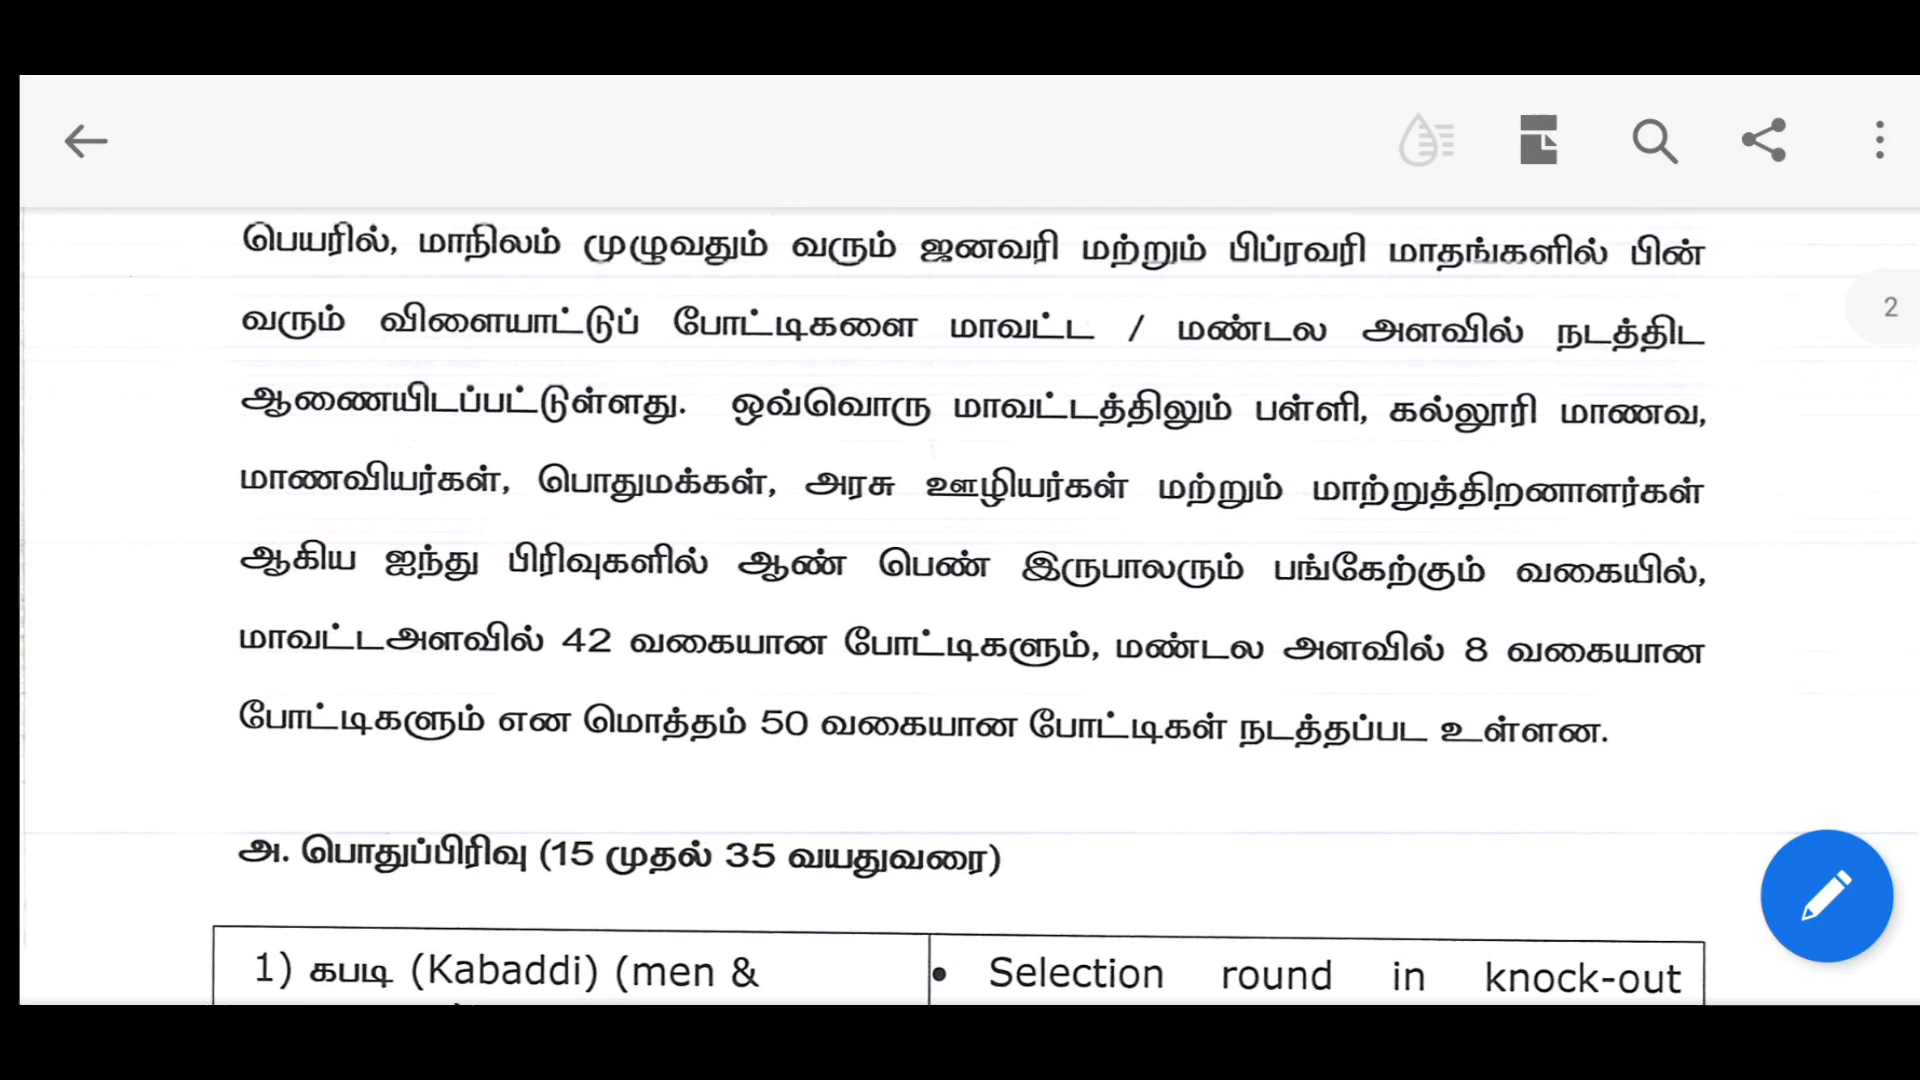 பெயரில், மாநிலம் முழுவதும் வரும் ஜனவரி மற்றும் பிப்ரவரி மாதங்களில் பின்
2
வரும் விளையாட்டுப் போட்டிகளை மாவட்ட / மண்டல அளவில் நடத்திட
ஆணையிடப்பட்டுள்ளது. ஒவ்வொரு மாவட்டத்திலும் பள்ளி, கல்லூரி மாணவ,
மாணவியர்கள், பொதுமக்கள், அரசு ஊழியர்கள் மற்றும் மாற்றுத்திறனாளர்கள்
ஆகிய ஐந்து பிரிவுகளில் ஆண் பெண் இருபாலரும் பங்கேற்கும் வகையில்,
மாவட்டஅளவில் 42 வகையான போட்டிகளும், மண்டல அளவில் 8 வகையான
போட்டிகளும் என மொத்தம் 50 வகையான போட்டிகள் நடத்தப்பட உள்ளன.
அ. பொதுப்பிரிவு (15 முதல் 35 வயதுவரை)
1) கபடி (Kabaddi) (men &
• Selection round in knock-out